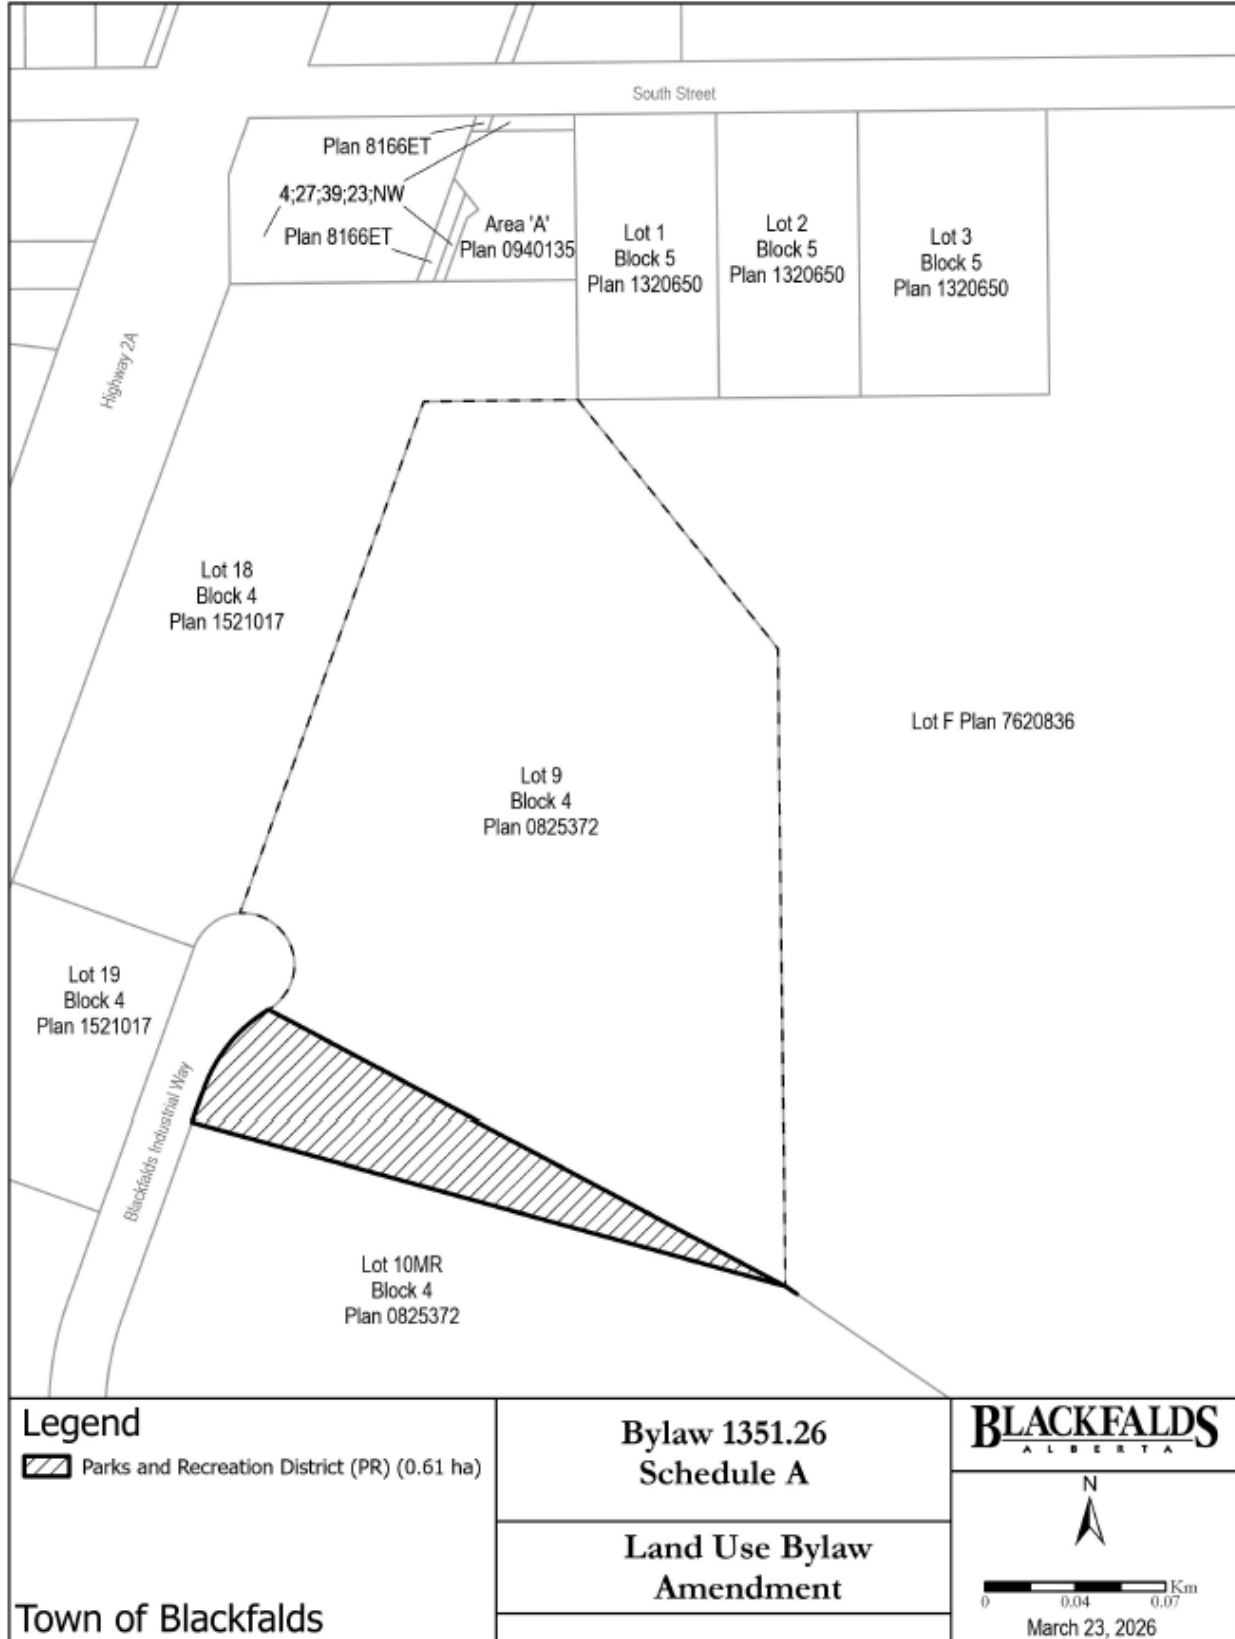 South Street
Plan 8166ET
4;27;39;23;NW
Plan 8166ET
Area 'A'
Plan 0940135
Lot 1
Block 5
Plan 1320650
Lot 2
Block 5
Plan 1320650
Lot 3
Block 5
Plan 1320650
Highway 2A
Lot 18
Block 4
Plan 1521017
Lot F Plan 7620836
Lot 9
Block 4
Plan 0825372
Lot 19
Block 4
Plan 1521017
Blackfalds Industrial Way
Lot 10MR
Block 4
Plan 0825372
Legend
Parks and Recreation District (PR) (0.61 ha)
Town of Blackfalds
Bylaw 1351.26
Schedule A
Land Use Bylaw
Amendment
BLACKFALDS
ALBERTA
N
Km
0 0.04 0.07
March 23, 2026